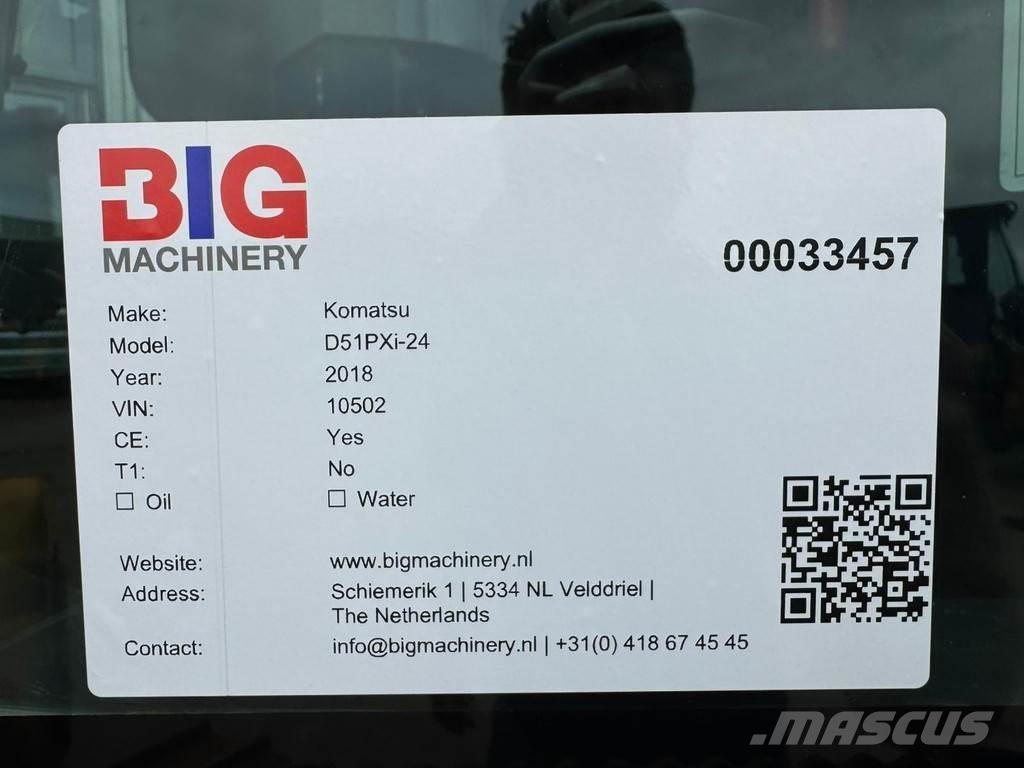 BIG
MACHINERY
00033457
Make: Komatsu
Model: D51PXi-24
Year: 2018
VIN: 10502
CE: Yes
T1: No
☐ Oil ☐ Water
Website: www.bigmachinery.nl
Address: Schiemerik 1 | 5334 NL Velddriel |
The Netherlands
Contact: info@bigmachinery.nl | +31(0) 418 67 45 45
.MASCUS